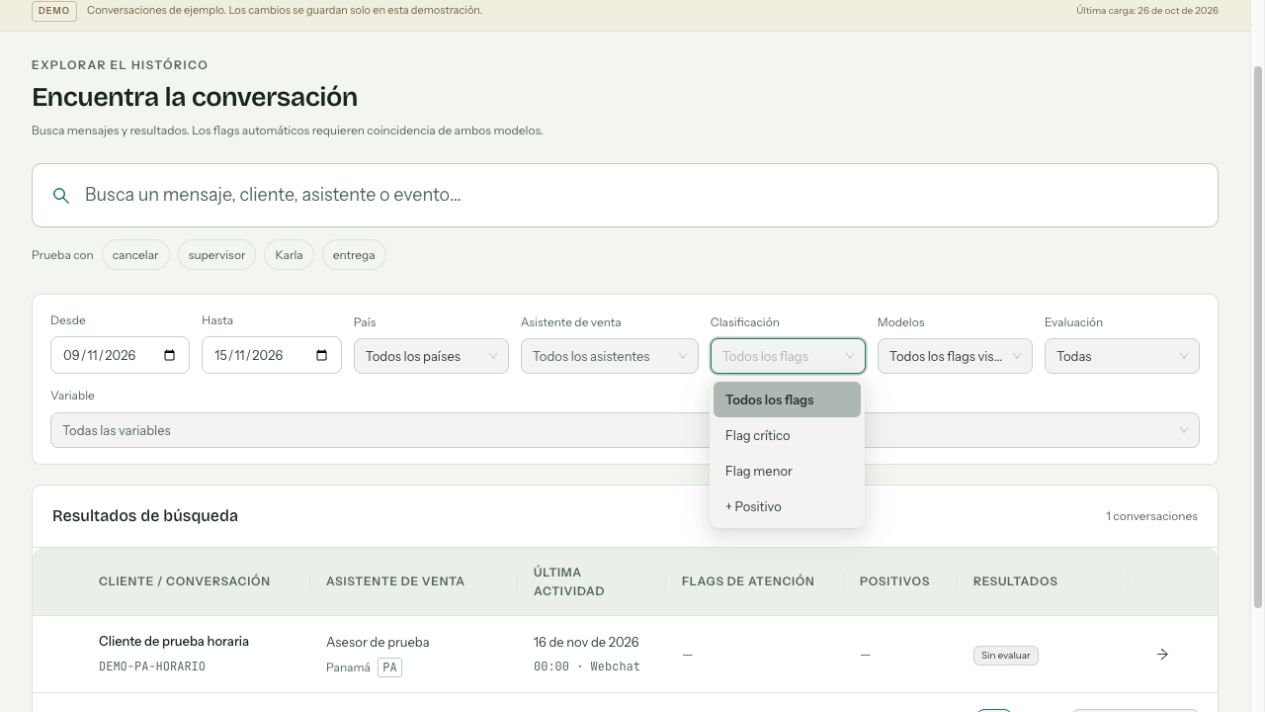 DEMO Conversaciones de ejemplo. Los cambios se guardan solo en esta demostración. Última carga: 26 de oct de 2026
EXPLORAR EL HISTÓRICO
Encuentra la conversación
Busca mensajes y resultados. Los flags automáticos requieren coincidencia de ambos modelos.
Busca un mensaje, cliente, asistente o evento...
Prueba con cancelar supervisor Karla entrega
Desde Hasta País Asistente de venta Clasificación Modelos Evaluación
09/11/2026 15/11/2026 Todos los países Todos los asistentes Todos los flags Todos los flags vis... Todas
Variable
Todas las variables
Todos los flags
Flag crítico
Flag menor
+ Positivo
Resultados de búsqueda 1 conversaciones
CLIENTE / CONVERSACIÓN ASISTENTE DE VENTA ÚLTIMA ACTIVIDAD FLAGS DE ATENCIÓN POSITIVOS RESULTADOS
Cliente de prueba horaria Asesor de prueba 16 de nov de 2026 — — Sin evaluar →
DEMO-PA-HORARIO Panamá PA 00:00 · Webchat